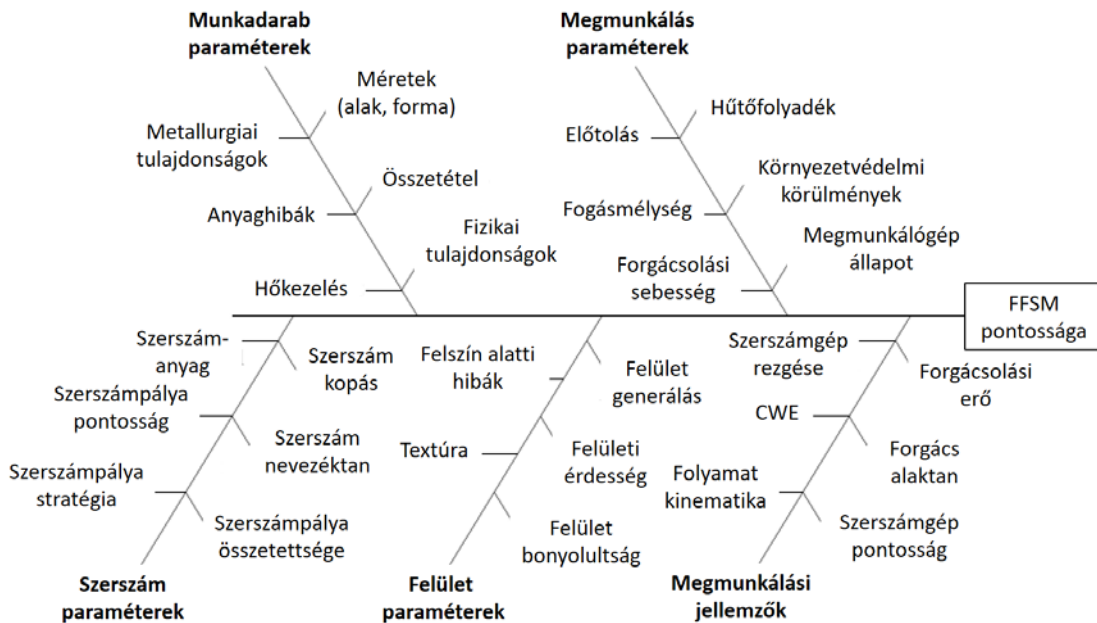 Munkadarab
paraméterek
Megmunkálás
paraméterek
Méretek
(alak, forma)
Metallurgiai
tulajdonságok
Összetétel
Anyaghibák
Fizikai
tulajdonságok
Hőkezelés
Hűtőfolyadék
Előtolás
Környezetvédelmi
körülmények
Fogásmélység
Megmunkálógép
állapot
Forgácsolási
sebesség
FFSM
pontossága
Szerszám-
anyag
Szerszám
kopás
Szerszámpálya
pontosság
Szerszám
nevezéktan
Szerszámpálya
stratégia
Szerszámpálya
összetettsége
Szerszám
paraméterek
Felszín alatti
hibák
Felület
generálás
Textúra
Felületi
érdesség
Felület
bonyolultság
Felület
paraméterek
Szerszámgép
rezgése
Forgácsolási
erő
CWE
Forgács
alaktan
Folyamat
kinematika
Szerszámgép
pontosság
Megmunkálási
jellemzők